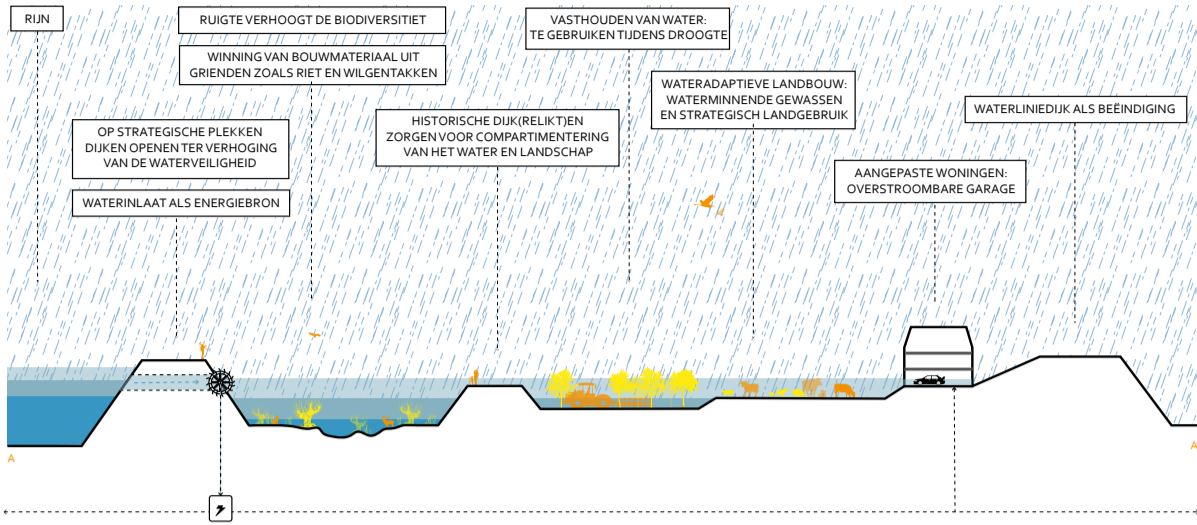 RIJN
RUIGTE VERHOOGT DE BIODIVERSITIET
WINNING VAN BOUWMATERIAAL UIT
GRIENDEN ZOALS RIET EN WILGENTAKKEN
VASTHOUDEN VAN WATER:
TE GEBRUIKEN TIJDENS DROOGTE
OP STRATEGISCHE PLEKKEN
DIJKEN OPENEN TER VERHOGING
VAN DE WATERVEILIGHEID
WATERINLAAT ALS ENERGIEBRON
HISTORISCHE DIJK(RELIKT)EN
ZORGEN VOOR COMPARTIMENTERING
VAN HET WATER EN LANDSCHAP
WATERADAPTIEVE LANDBOUW:
WATERMINNENDE GEWASSEN
EN STRATEGISCH LANDGEBRUIK
AANGEPASTE WONINGEN:
OVERSTROOMBARE GARAGE
WATERLINIEDIJK ALS BEËINDIGING
A
A